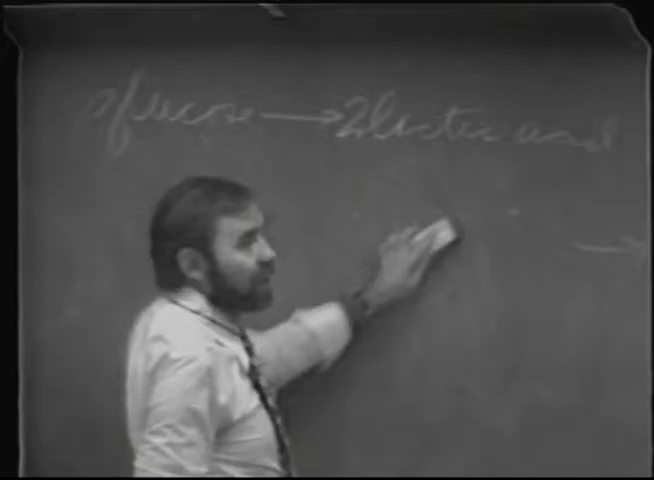 glucose → 2 lactic acid